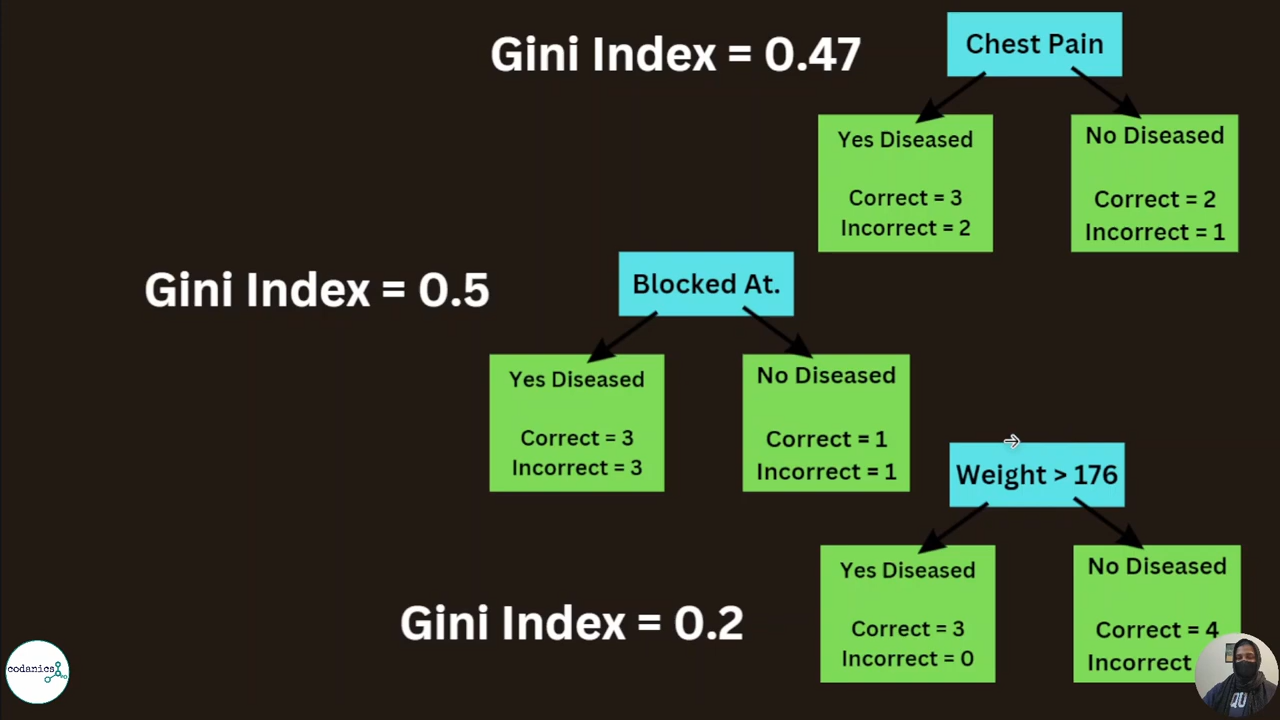 Gini Index = 0.47
Chest Pain
Yes Diseased
Correct = 3
Incorrect = 2
No Diseased
Correct = 2
Incorrect = 1
Gini Index = 0.5
Blocked At.
Yes Diseased
Correct = 3
Incorrect = 3
No Diseased
Correct = 1
Incorrect = 1
Weight > 176
Gini Index = 0.2
Yes Diseased
Correct = 3
Incorrect = 0
No Diseased
Correct = 4
Incorrect
codanics
QU